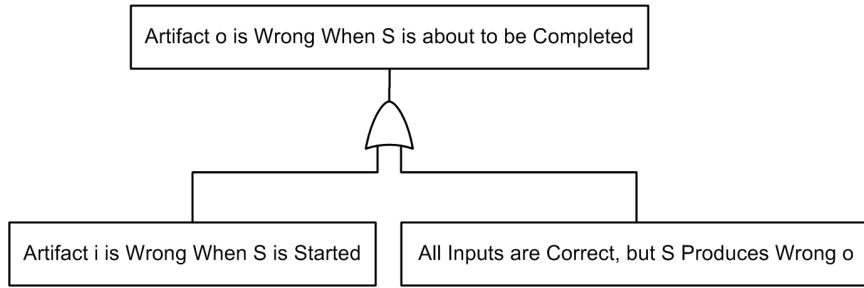 Artifact o is Wrong When S is about to be Completed
Artifact i is Wrong When S is Started
All Inputs are Correct, but S Produces Wrong o